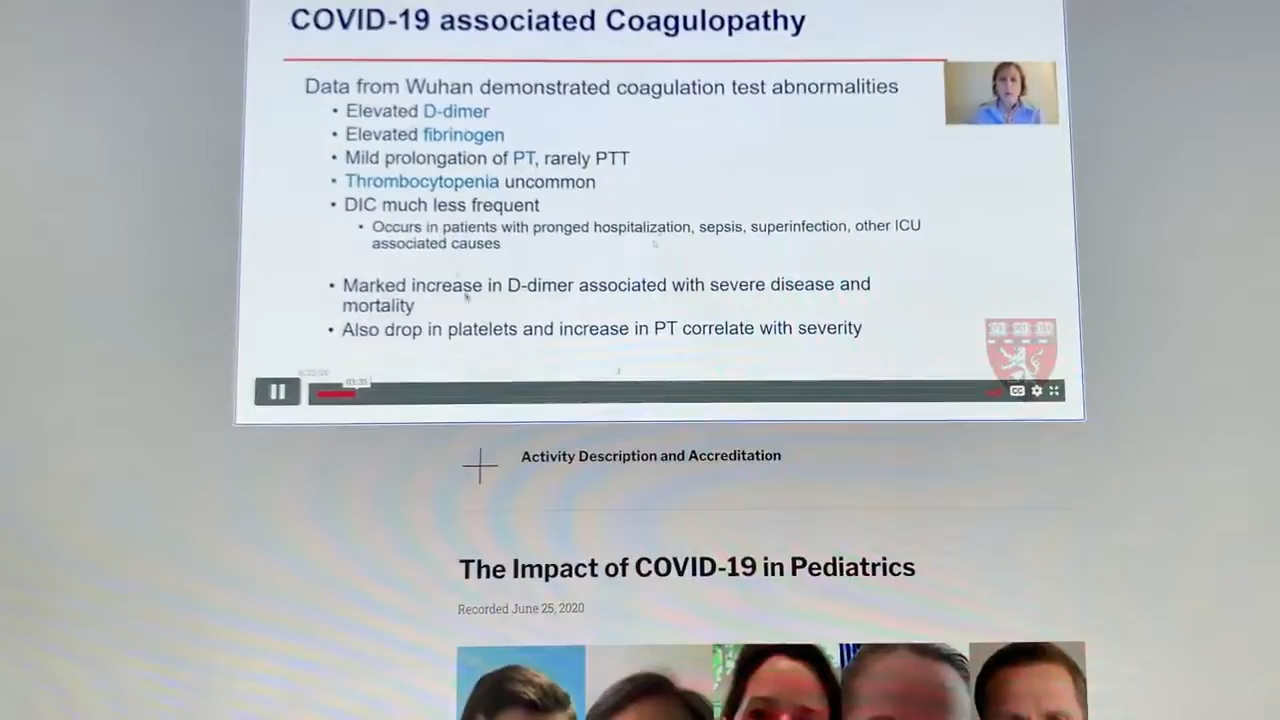 COVID-19 associated Coagulopathy
Data from Wuhan demonstrated coagulation test abnormalities
• Elevated D-dimer
• Elevated fibrinogen
• Mild prolongation of PT, rarely PTT
• Thrombocytopenia uncommon
• DIC much less frequent
• Occurs in patients with pronged hospitalization, sepsis, superinfection, other ICU
associated causes
• Marked increase in D-dimer associated with severe disease and
mortality
• Also drop in platelets and increase in PT correlate with severity
03:35
CC
Activity Description and Accreditation
The Impact of COVID-19 in Pediatrics
Recorded June 25, 2020